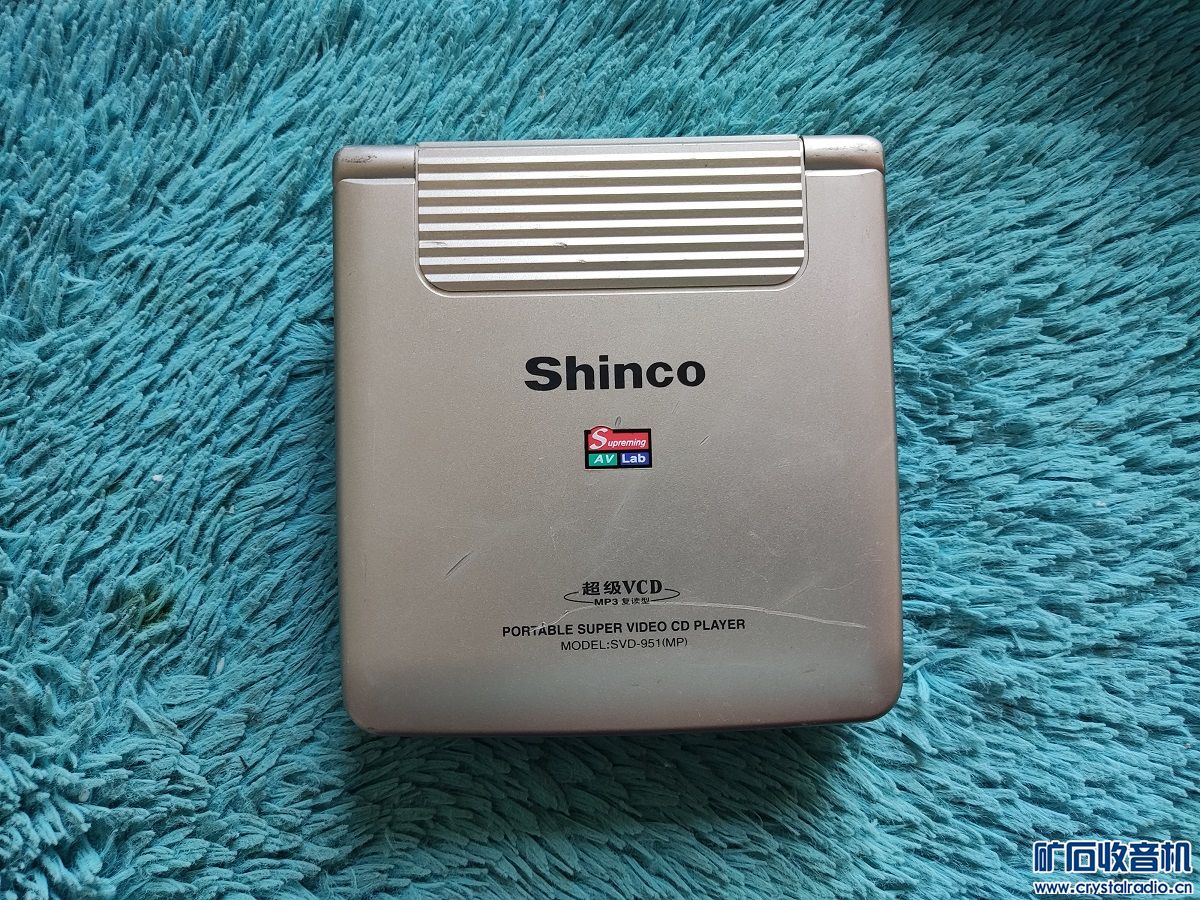 Shinco
Supreming
AV Lab
超级VCD
MP3 复读型
PORTABLE SUPER VIDEO CD PLAYER
MODEL:SVD-951(MP)
矿石收音机
www.crystalradio.cn